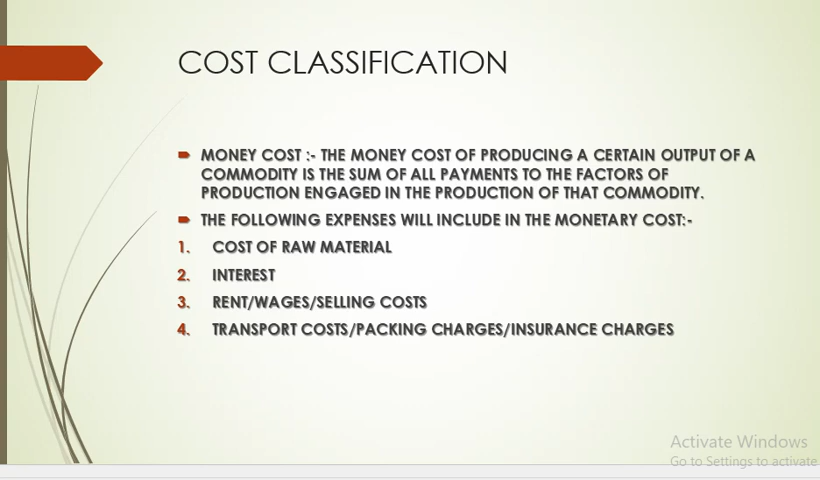 COST CLASSIFICATION
MONEY COST :- THE MONEY COST OF PRODUCING A CERTAIN OUTPUT OF A
COMMODITY IS THE SUM OF ALL PAYMENTS TO THE FACTORS OF
PRODUCTION ENGAGED IN THE PRODUCTION OF THAT COMMODITY.
THE FOLLOWING EXPENSES WILL INCLUDE IN THE MONETARY COST:-
1. COST OF RAW MATERIAL
2. INTEREST
3. RENT/WAGES/SELLING COSTS
4. TRANSPORT COSTS/PACKING CHARGES/INSURANCE CHARGES
Activate Windows
Go to Settings to activate